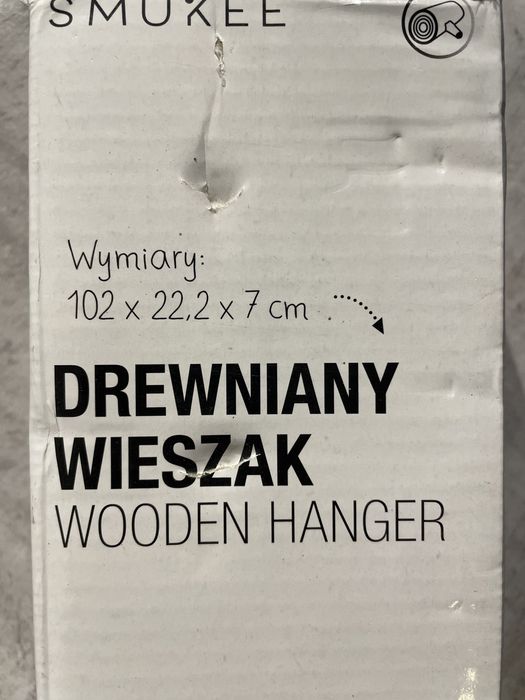 SMUKEE
Wymiary:
102 x 22,2 x 7 cm
DREWNIANY
WIESZAK
WOODEN HANGER